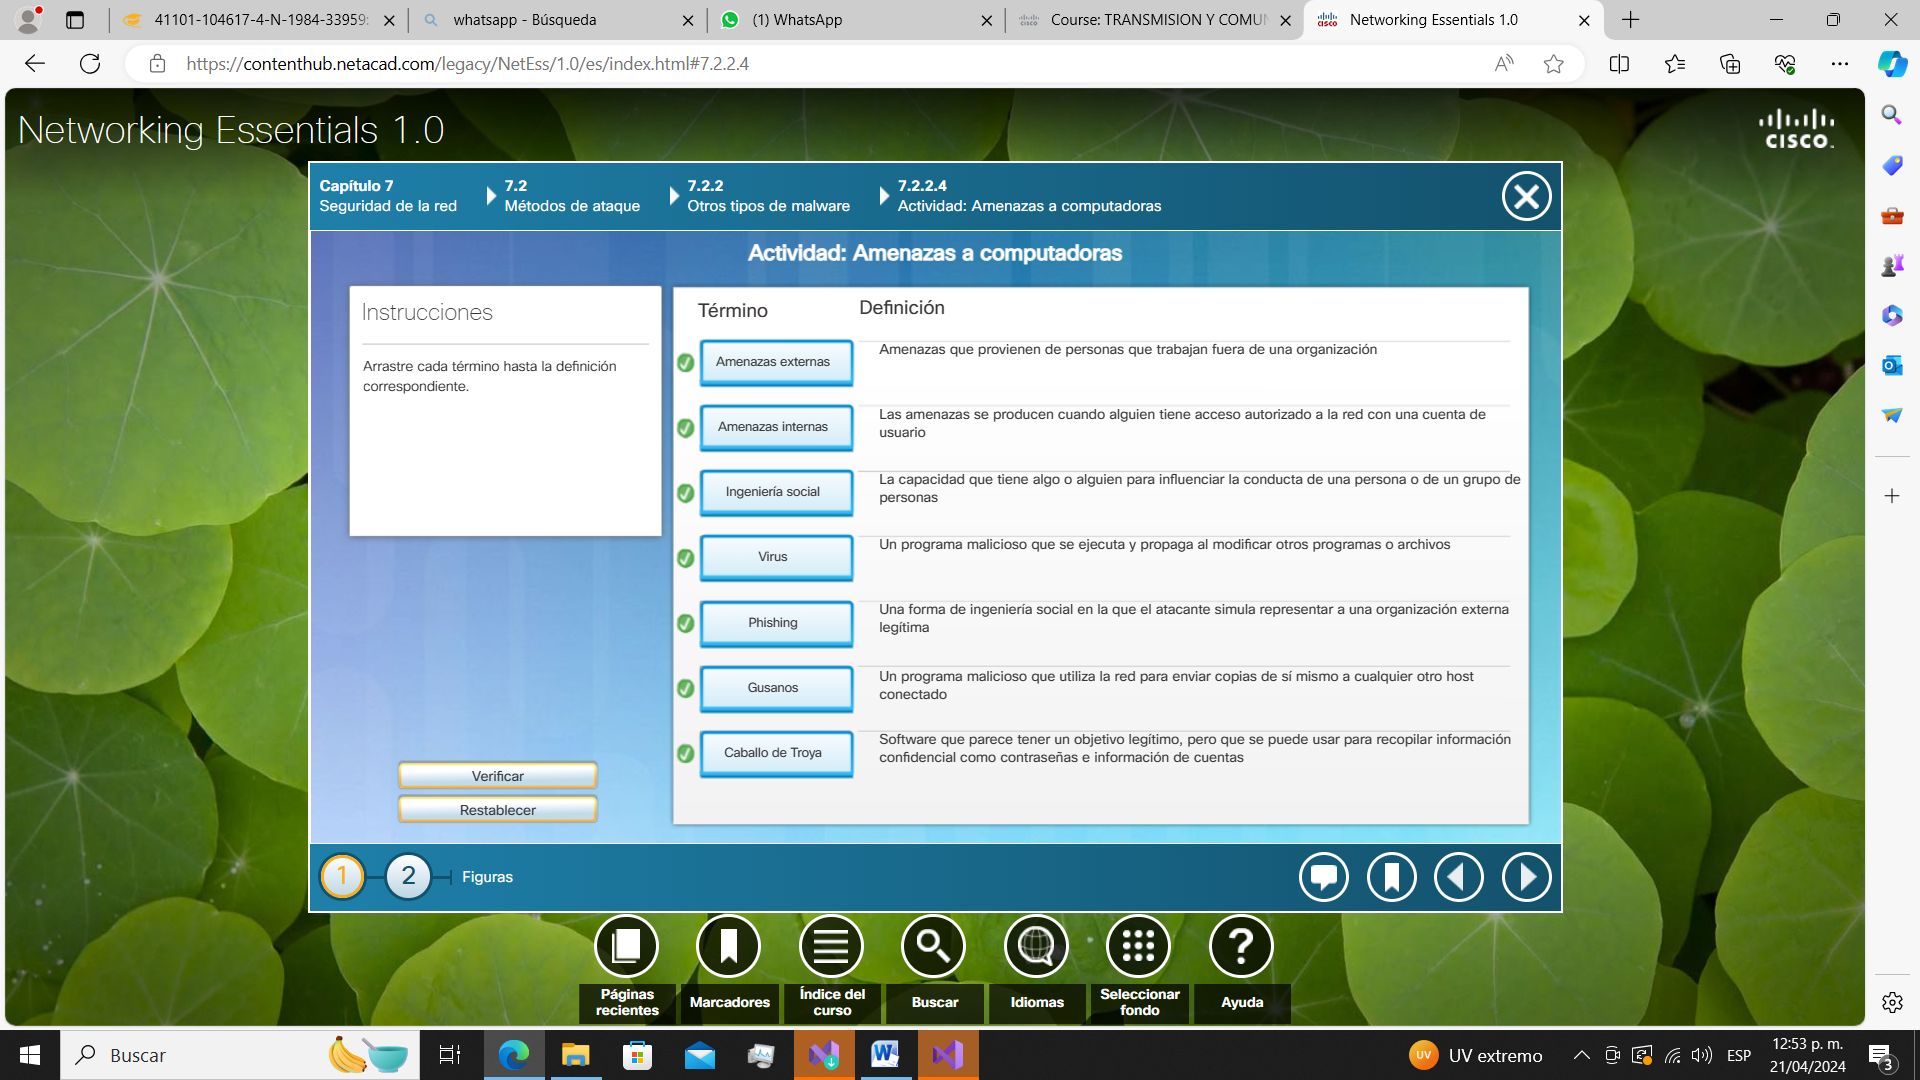 41101-104617-4-N-1984-33959
whatsapp - Búsqueda
(1) WhatsApp
Course: TRANSMISION Y COMUN
Networking Essentials 1.0
https://contenthub.netacad.com/legacy/NetEss/1.0/es/index.html#7.2.2.4
Networking Essentials 1.0
CISCO
Capítulo 7
Seguridad de la red
7.2
Métodos de ataque
7.2.2
Otros tipos de malware
7.2.2.4
Actividad: Amenazas a computadoras
Actividad: Amenazas a computadoras
Instrucciones
Arrastre cada término hasta la definición
correspondiente.
Término
Definición
Amenazas externas
Amenazas que provienen de personas que trabajan fuera de una organización
Amenazas internas
Las amenazas se producen cuando alguien tiene acceso autorizado a la red con una cuenta de
usuario
Ingeniería social
La capacidad que tiene algo o alguien para influenciar la conducta de una persona o de un grupo de
personas
Virus
Un programa malicioso que se ejecuta y propaga al modificar otros programas o archivos
Phishing
Una forma de ingeniería social en la que el atacante simula representar a una organización externa
legítima
Gusanos
Un programa malicioso que utiliza la red para enviar copias de sí mismo a cualquier otro host
conectado
Caballo de Troya
Software que parece tener un objetivo legítimo, pero que se puede usar para recopilar información
confidencial como contraseñas e información de cuentas
Verificar
Restablecer
1
2
Figuras
Páginas
recientes
Marcadores
Índice del
curso
Buscar
Idiomas
Seleccionar
fondo
Ayuda
Buscar
UV
UV extremo
ESP
12:53 p. m.
21/04/2024
3